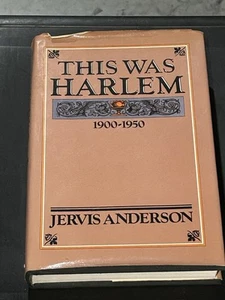 THIS WAS
HARLEM
1900-1950
JERVIS ANDERSON